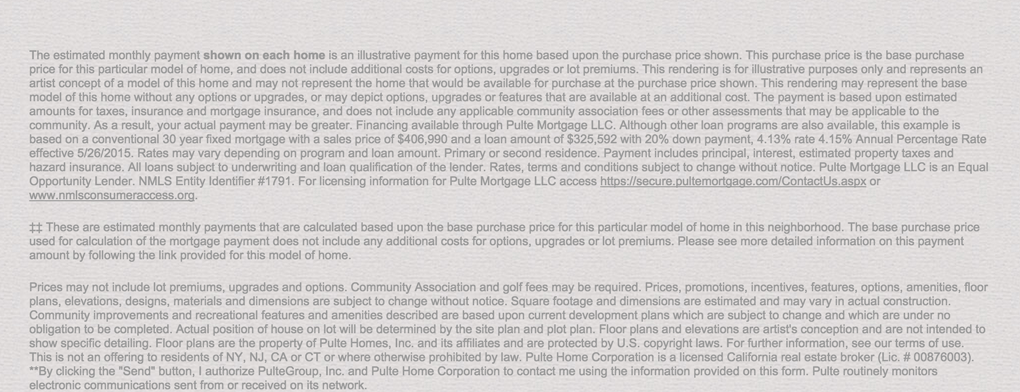 The estimated monthly payment shown on each home is an illustrative payment for this home based upon the purchase price shown. This purchase price is the base purchase
price for this particular model of home, and does not include additional costs for options, upgrades or lot premiums. This rendering is for illustrative purposes only and represents an
artist concept of a model of this home and may not represent the home that would be available for purchase at the purchase price shown. This rendering may represent the base
model of this home without any options or upgrades, or may depict options, upgrades or features that are available at an additional cost. The payment is based upon estimated
amounts for taxes, insurance and mortgage insurance, and does not include any applicable community association fees or other assessments that may be applicable to the
community. As a result, your actual payment may be greater. Financing available through Pulte Mortgage LLC. Although other loan programs are also available, this example is
based on a conventional 30 year fixed mortgage with a sales price of $406,990 and a loan amount of $325,592 with 20% down payment, 4.13% rate 4.15% Annual Percentage Rate
effective 5/26/2015. Rates may vary depending on program and loan amount. Primary or second residence. Payment includes principal, interest, estimated property taxes and
hazard insurance. All loans subject to underwriting and loan qualification of the lender. Rates, terms and conditions subject to change without notice. Pulte Mortgage LLC is an Equal
Opportunity Lender. NMLS Entity Identifier #1791. For licensing information for Pulte Mortgage LLC access https://secure.pultemortgage.com/ContactUs.aspx or
www.nmlsconsumeraccess.org.
‡‡ These are estimated monthly payments that are calculated based upon the base purchase price for this particular model of home in this neighborhood. The base purchase price
used for calculation of the mortgage payment does not include any additional costs for options, upgrades or lot premiums. Please see more detailed information on this payment
amount by following the link provided for this model of home.
Prices may not include lot premiums, upgrades and options. Community Association and golf fees may be required. Prices, promotions, incentives, features, options, amenities, floor
plans, elevations, designs, materials and dimensions are subject to change without notice. Square footage and dimensions are estimated and may vary in actual construction.
Community improvements and recreational features and amenities described are based upon current development plans which are subject to change and which are under no
obligation to be completed. Actual position of house on lot will be determined by the site plan and plot plan. Floor plans and elevations are artist's conception and are not intended to
show specific detailing. Floor plans are the property of Pulte Homes, Inc. and its affiliates and are protected by U.S. copyright laws. For further information, see our terms of use.
This is not an offering to residents of NY, NJ, CA or CT or where otherwise prohibited by law. Pulte Home Corporation is a licensed California real estate broker (Lic. # 00876003).
**By clicking the "Send" button, I authorize PulteGroup, Inc. and Pulte Home Corporation to contact me using the information provided on this form. Pulte routinely monitors
electronic communications sent from or received on its network.